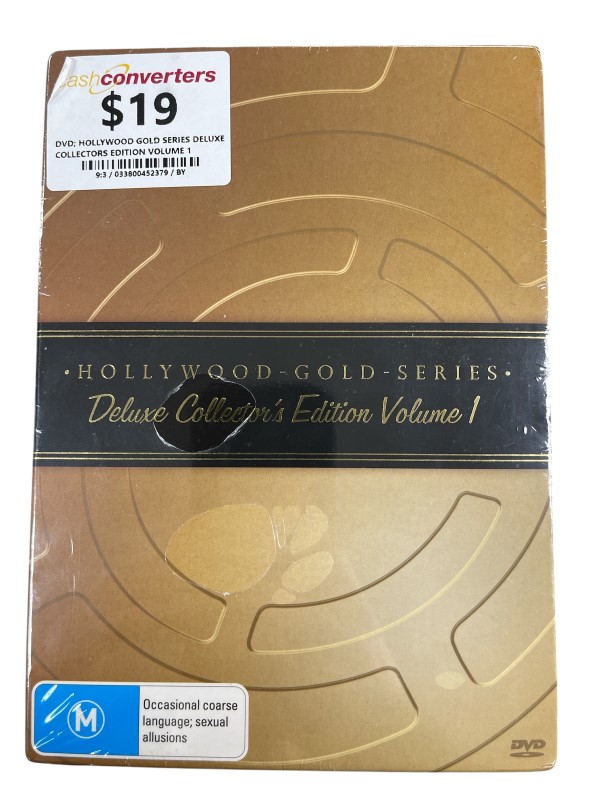 cashconverters
$19
DVD; HOLLYWOOD GOLD SERIES DELUXE
COLLECTORS EDITION VOLUME 1
9:3 / 033800452379 / BY
·HOLLYWOOD-GOLD-SERIES·
Deluxe Collector's Edition Volume 1
M
Occasional coarse
language; sexual
allusions
DVD